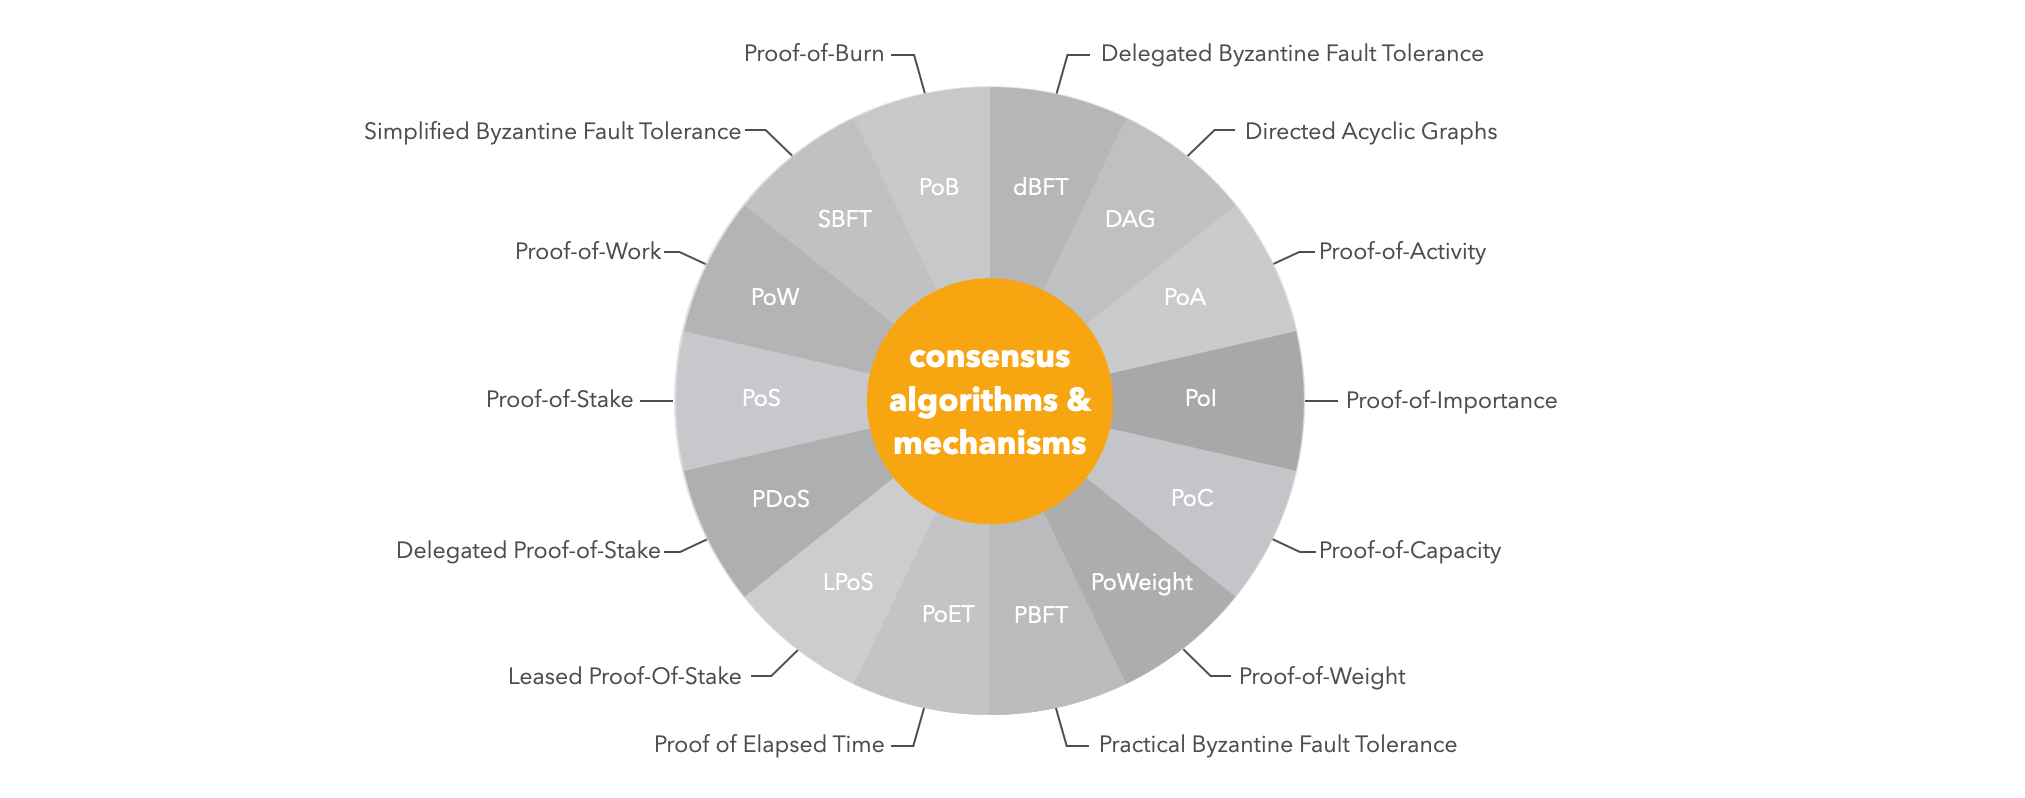 Proof-of-Burn
Delegated Byzantine Fault Tolerance
Simplified Byzantine Fault Tolerance
Directed Acyclic Graphs
PoB
dBFT
SBFT
DAG
Proof-of-Work
Proof-of-Activity
PoW
PoA
consensus
algorithms &
mechanisms
Proof-of-Stake
PoS
PoI
Proof-of-Importance
PDoS
PoC
Delegated Proof-of-Stake
Proof-of-Capacity
LPoS
PoWeight
PoET
PBFT
Leased Proof-Of-Stake
Proof-of-Weight
Proof of Elapsed Time
Practical Byzantine Fault Tolerance